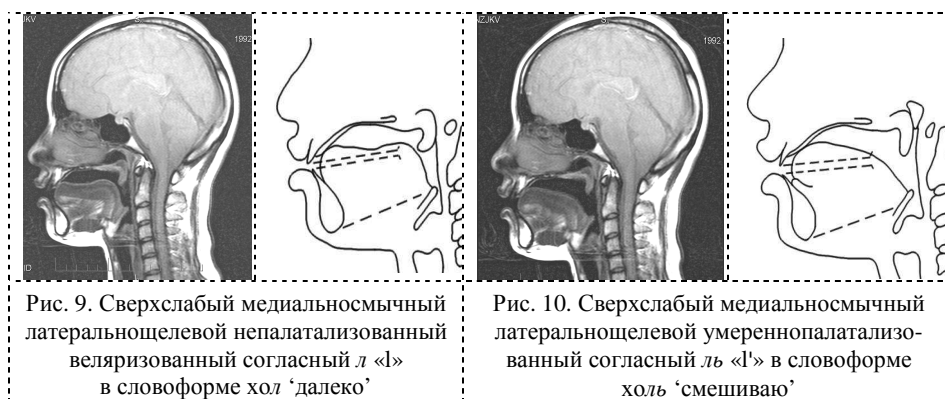 JKV
S.
1992
ID
NZJKV
S.
1992
Рис. 9. Сверхслабый медиальносмычный
латеральнощелевой непалатализованный
веляризованный согласный л «l»
в словоформе хол ‘далеко’
Рис. 10. Сверхслабый медиальносмычный
латеральнощелевой умереннопалатализо-
ванный согласный ль «l'» в словоформе
холь ‘смешиваю’